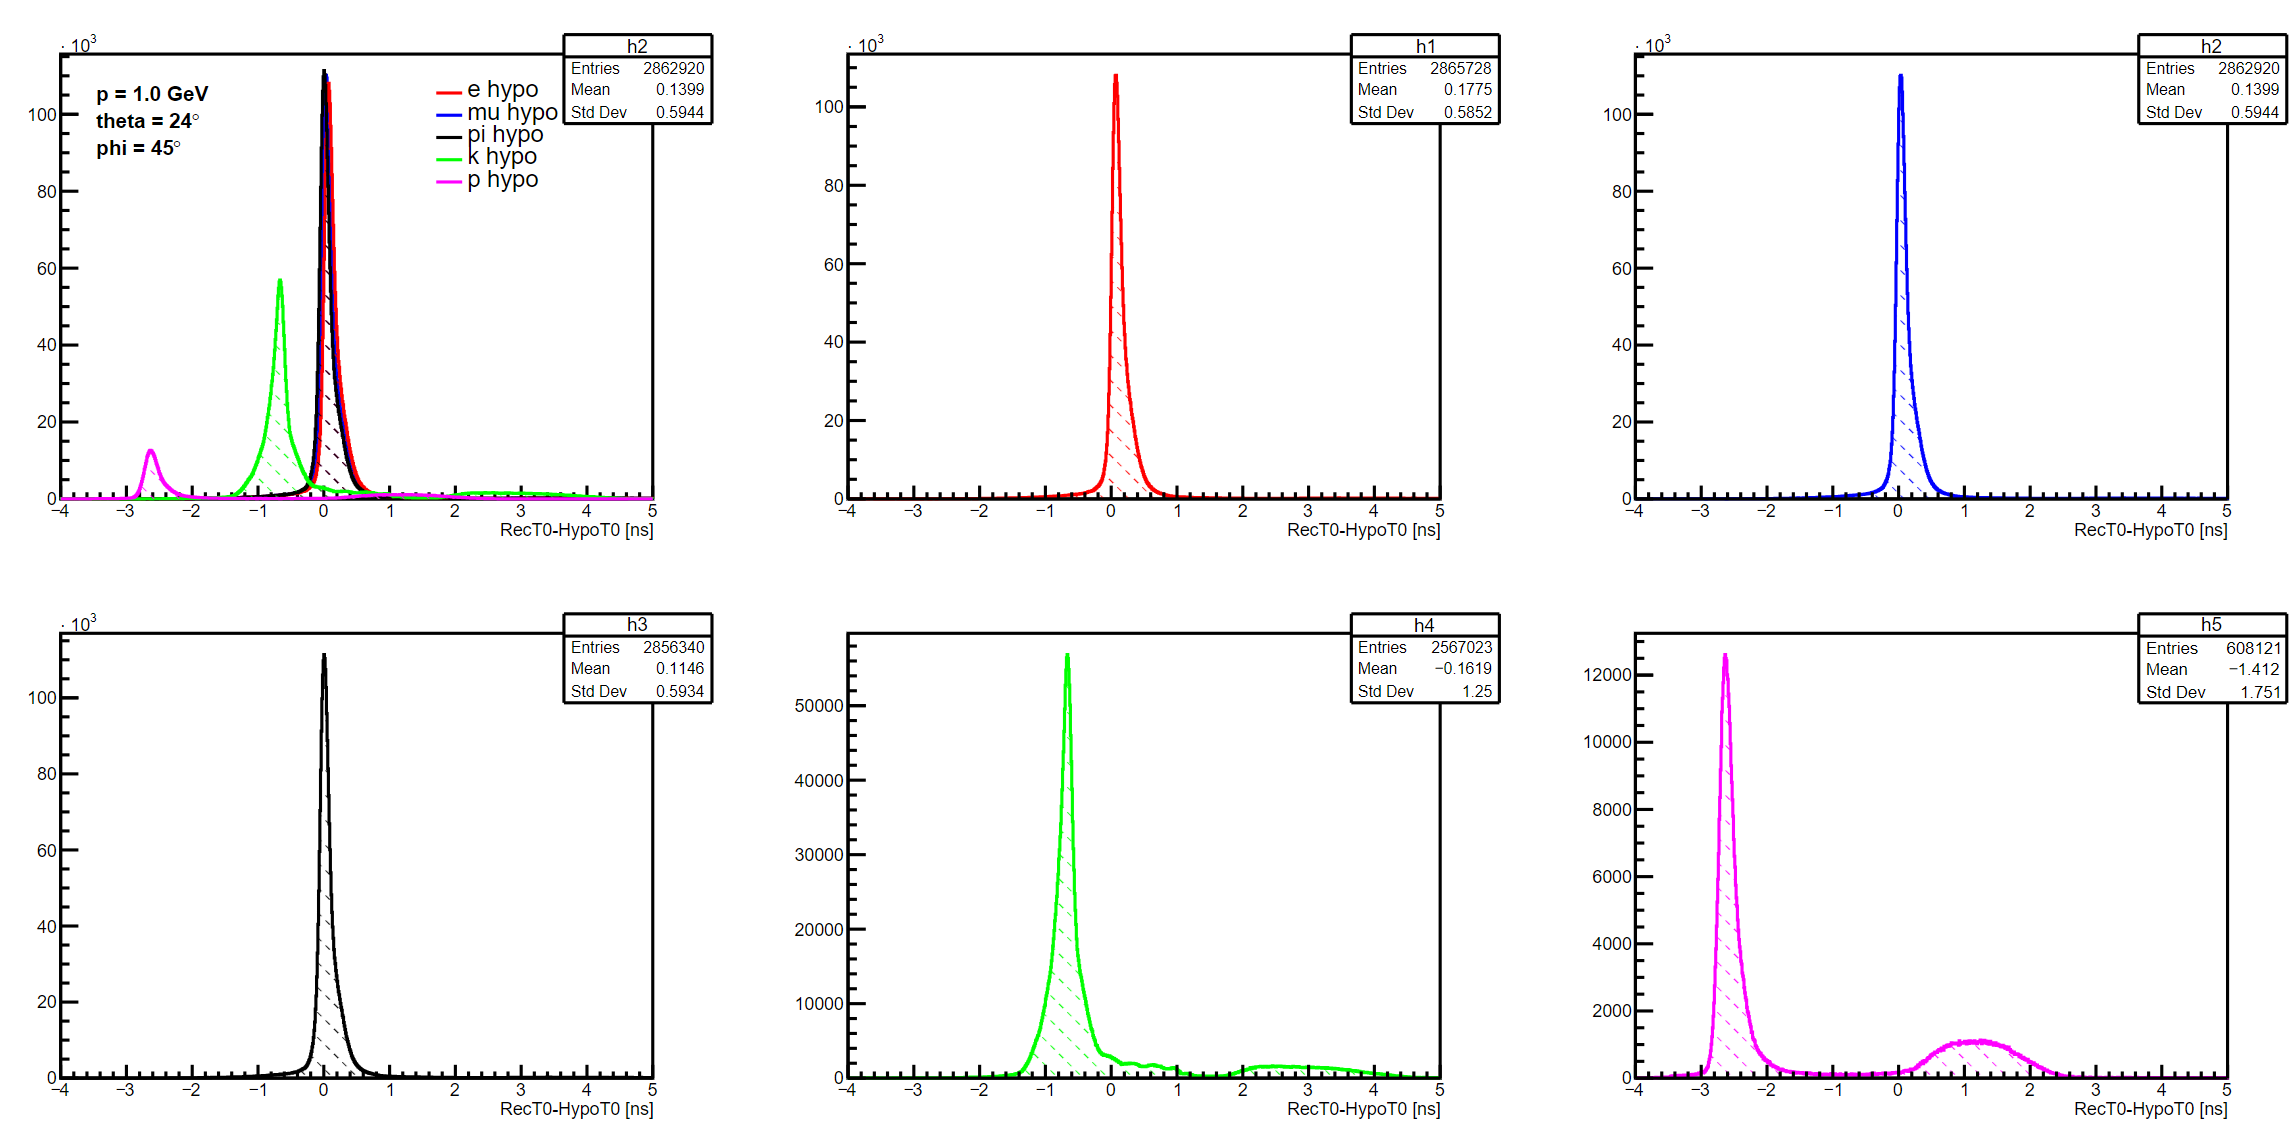 · 10³
h2
Entries 2862920
Mean 0.1399
Std Dev 0.5944
p = 1.0 GeV
theta = 24°
phi = 45°
e hypo
mu hypo
pi hypo
k hypo
p hypo
100
80
60
40
20
0
−4 −3 −2 −1 0 1 2 3 4 5
RecT0-HypoT0 [ns]
· 10³
h1
Entries 2865728
Mean 0.1775
Std Dev 0.5852
100
80
60
40
20
0
−4 −3 −2 −1 0 1 2 3 4 5
RecT0-HypoT0 [ns]
· 10³
h2
Entries 2862920
Mean 0.1399
Std Dev 0.5944
100
80
60
40
20
0
−4 −3 −2 −1 0 1 2 3 4 5
RecT0-HypoT0 [ns]
· 10³
h3
Entries 2856340
Mean 0.1146
Std Dev 0.5934
100
80
60
40
20
0
−4 −3 −2 −1 0 1 2 3 4 5
RecT0-HypoT0 [ns]
h4
Entries 2567023
Mean −0.1619
Std Dev 1.25
50000
40000
30000
20000
10000
0
−4 −3 −2 −1 0 1 2 3 4 5
RecT0-HypoT0 [ns]
h5
Entries 608121
Mean −1.412
Std Dev 1.751
12000
10000
8000
6000
4000
2000
0
−4 −3 −2 −1 0 1 2 3 4 5
RecT0-HypoT0 [ns]